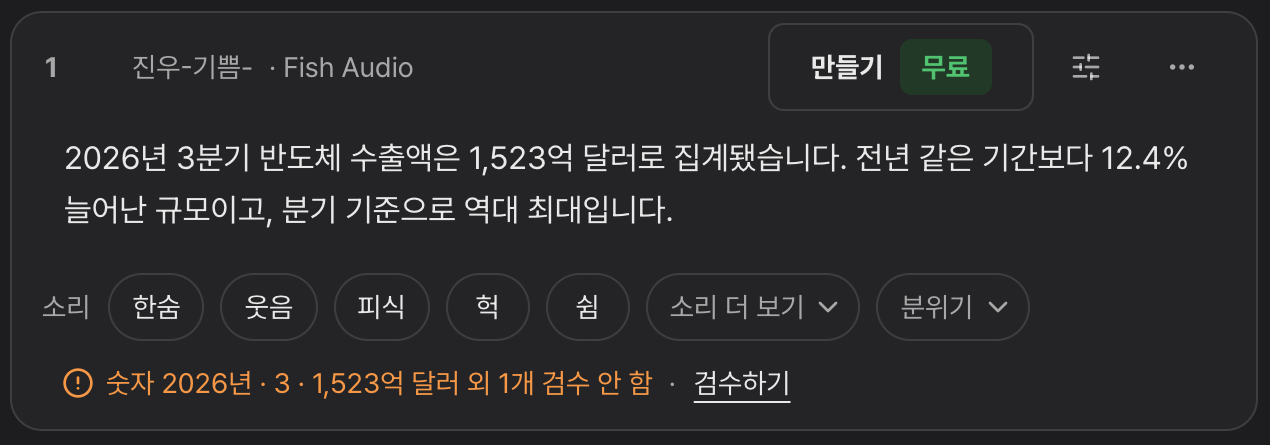 1 진우-기쁨- · Fish Audio 만들기 무료
2026년 3분기 반도체 수출액은 1,523억 달러로 집계됐습니다. 전년 같은 기간보다 12.4%
늘어난 규모이고, 분기 기준으로 역대 최대입니다.
소리 한숨 웃음 피식 헉 쉼 소리 더 보기 분위기
숫자 2026년 · 3 · 1,523억 달러 외 1개 검수 안 함 · 검수하기